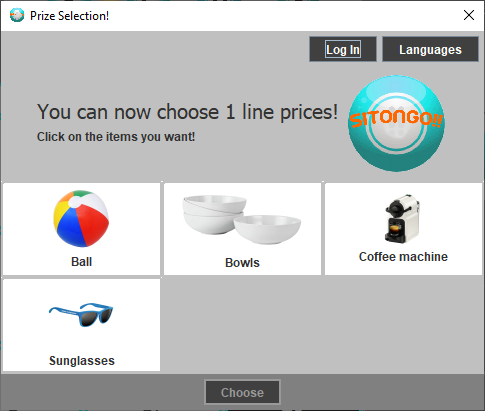 Prize Selection!
Log In
Languages
You can now choose 1 line prices!
Click on the items you want!
SITONGON
Ball
Bowls
Coffee machine
Sunglasses
Choose